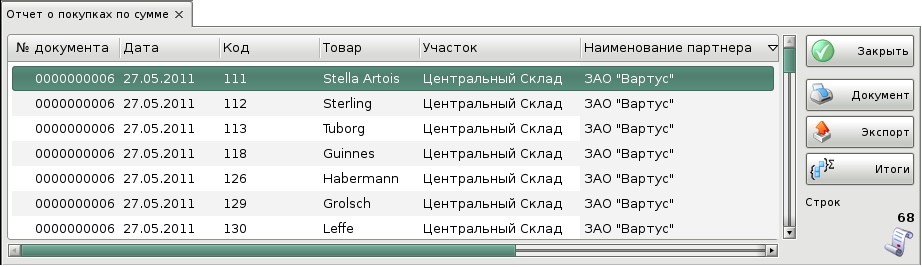 Отчет о покупках по сумме
№ документа Дата Код Товар Участок Наименование партнера
0000000006 27.05.2011 111 Stella Artois Центральный Склад ЗАО "Вартус"
0000000006 27.05.2011 112 Sterling Центральный Склад ЗАО "Вартус"
0000000006 27.05.2011 113 Tuborg Центральный Склад ЗАО "Вартус"
0000000006 27.05.2011 118 Guinnes Центральный Склад ЗАО "Вартус"
0000000006 27.05.2011 126 Habermann Центральный Склад ЗАО "Вартус"
0000000006 27.05.2011 129 Grolsch Центральный Склад ЗАО "Вартус"
0000000006 27.05.2011 130 Leffe Центральный Склад ЗАО "Вартус"
Закрыть
Документ
Экспорт
Итоги
Строк
68